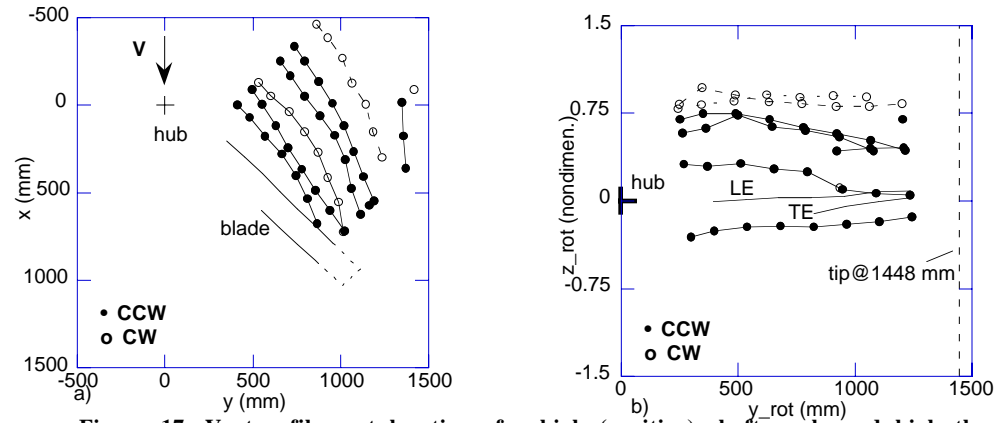 -500
V
0
hub
500
blade
1000
• CCW
o CW
1500
-500
0
500
1000
1500
a)
y (mm)
x (mm)
1.5
0.75
hub
0
LE
TE
-0.75
tip@1448 mm
• CCW
o CW
-1.5
0
500
1000
1500
b)
y_rot (mm)
-z_rot (nondimen.)